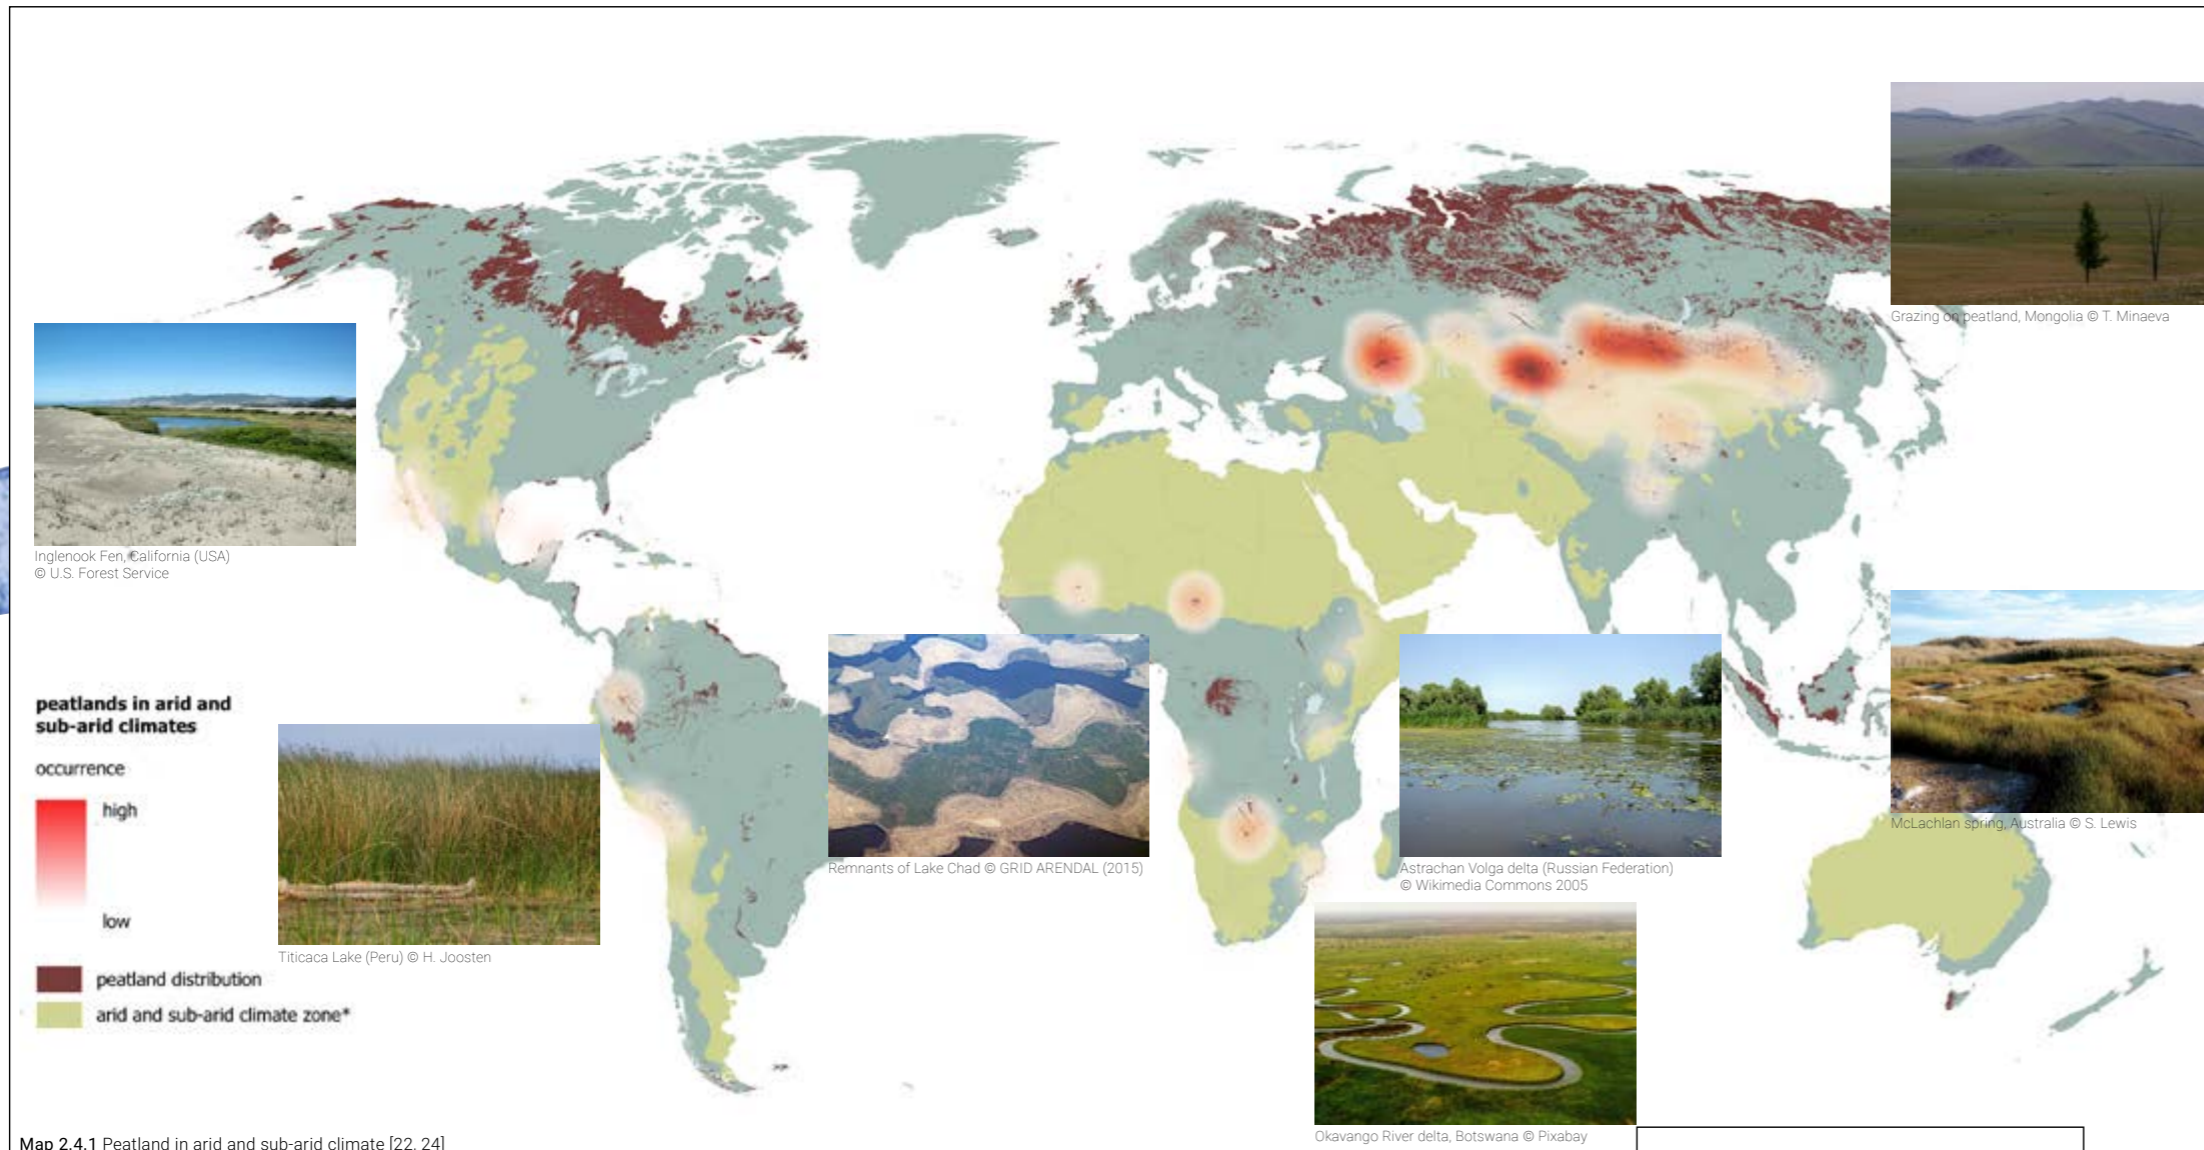 Grazing on peatland, Mongolia © T. Minaeva
Inglenook Fen, California (USA)
© U.S. Forest Service
peatlands in arid and
sub-arid climates
occurrence
high
low
peatland distribution
arid and sub-arid climate zone*
Titicaca Lake (Peru) © H. Joosten
Remnants of Lake Chad © GRID ARENDAL (2015)
Astrachan Volga delta (Russian Federation)
© Wikimedia Commons 2005
McLachlan spring, Australia © S. Lewis
Okavango River delta, Botswana © Pixabay
Map 2.4.1 Peatland in arid and sub-arid climate [22, 24]